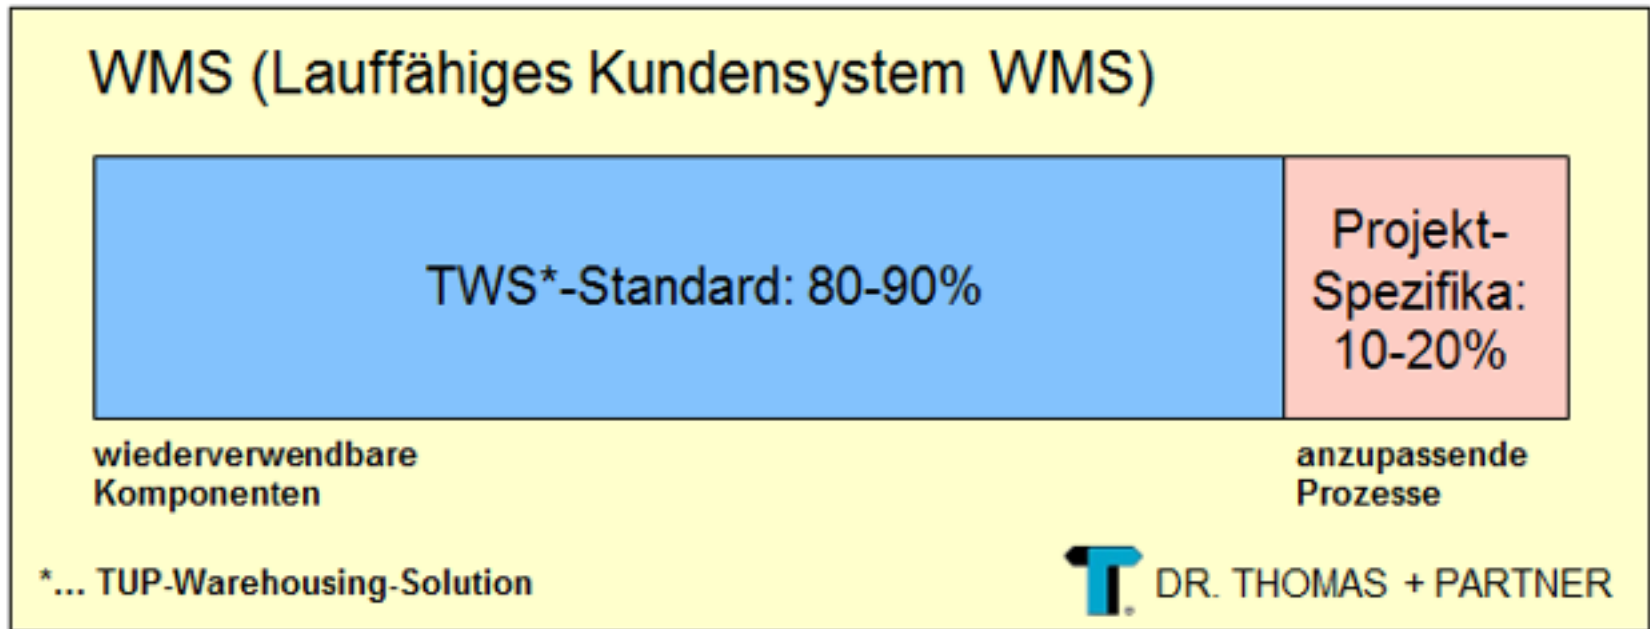 WMS (Lauffähiges Kundensystem WMS)
TWS*-Standard: 80-90%
Projekt-
Spezifika:
10-20%
wiederverwendbare
Komponenten
anzupassende
Prozesse
*... TUP-Warehousing-Solution
DR. THOMAS + PARTNER